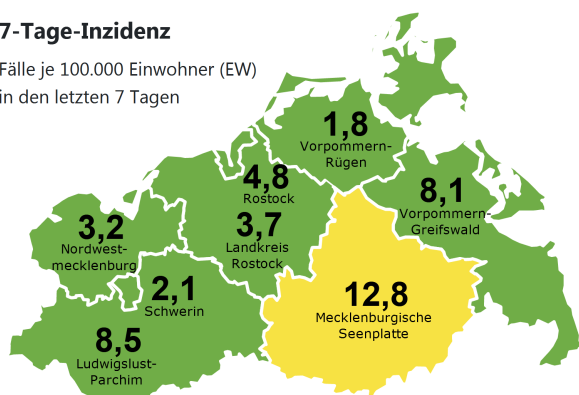 7-Tage-Inzidenz
Fälle je 100.000 Einwohner (EW)
in den letzten 7 Tagen
1,8
Vorpommern-
Rügen
4,8
Rostock
8,1
Vorpommern-
Greifswald
3,2
Nordwest-
mecklenburg
3,7
Landkreis
Rostock
2,1
Schwerin
12,8
Mecklenburgische
Seenplatte
8,5
Ludwigslust-
Parchim